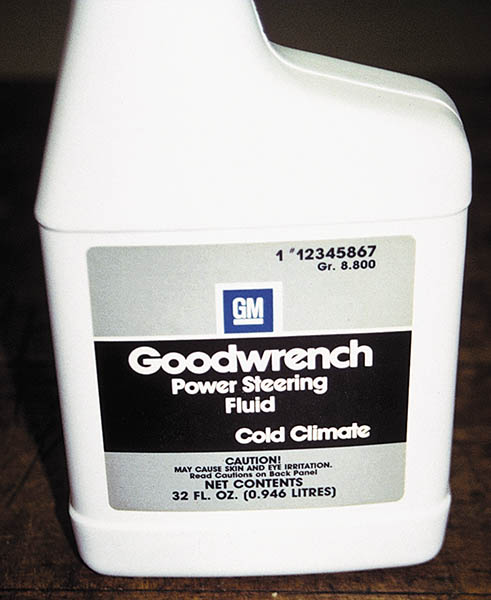 1 #12345867
Gr. 8.800
GM
Goodwrench
Power Steering
Fluid
Cold Climate
CAUTION!
MAY CAUSE SKIN AND EYE IRRITATION.
Read Cautions on Back Panel
NET CONTENTS
32 FL. OZ. (0.946 LITRES)